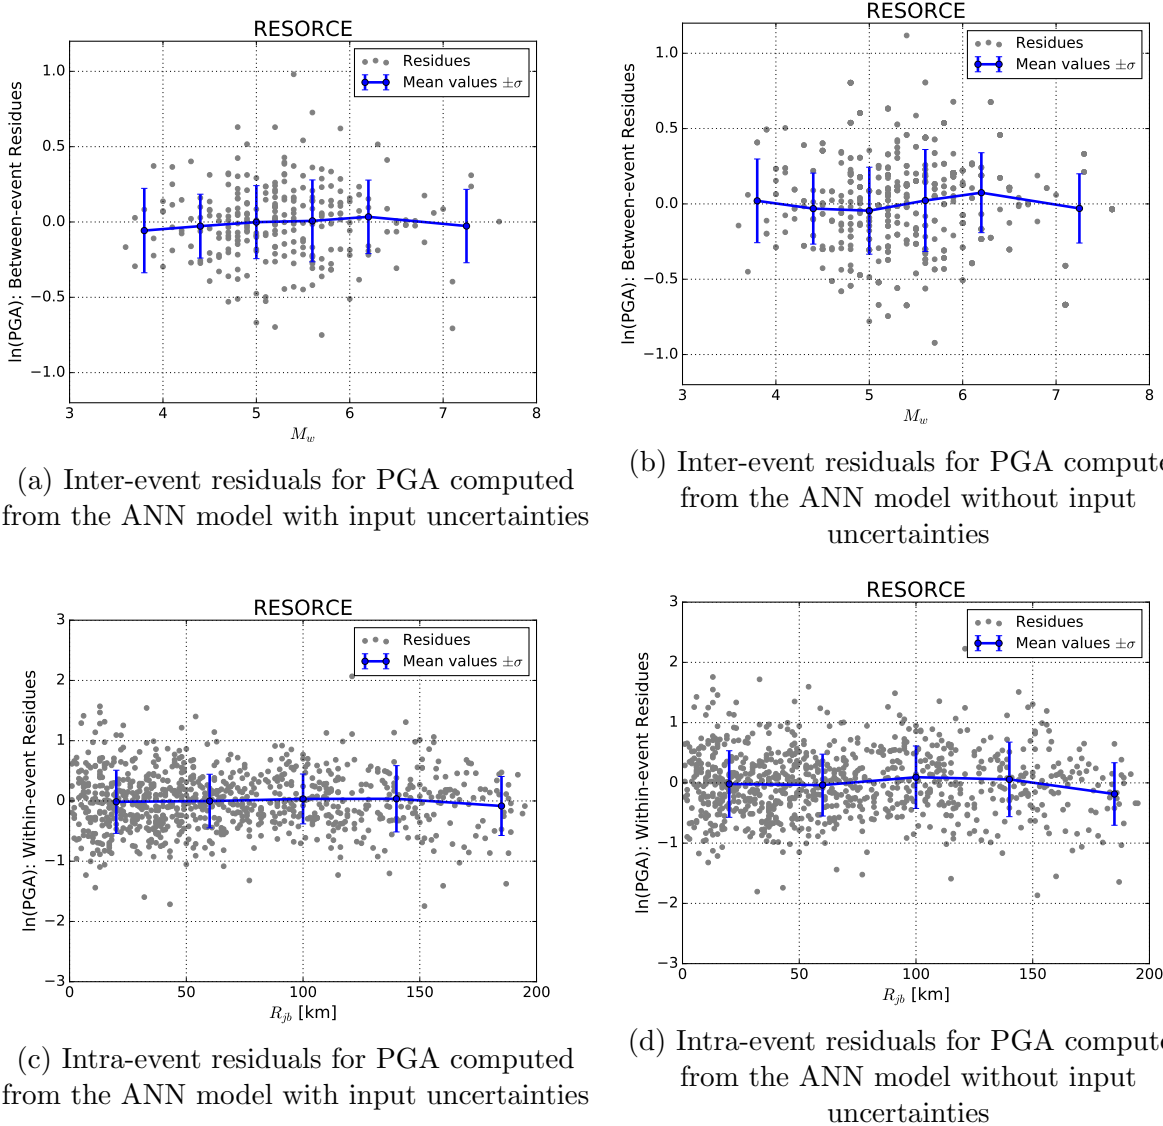 RESORCE
Residues
Mean values ±σ
ln(PGA): Between-event Residues
1.0
0.5
0.0
−0.5
−1.0
3 4 5 6 7 8
M_w
(a) Inter-event residuals for PGA computed
from the ANN model with input uncertainties
RESORCE
Residues
Mean values ±σ
ln(PGA): Between-event Residues
1.0
0.5
0.0
−0.5
−1.0
3 4 5 6 7 8
M_w
(b) Inter-event residuals for PGA compute
from the ANN model without input
uncertainties
RESORCE
Residues
Mean values ±σ
ln(PGA): Within-event Residues
3
2
1
0
−1
−2
−3
0 50 100 150 200
R_jb [km]
(c) Intra-event residuals for PGA computed
from the ANN model with input uncertainties
RESORCE
Residues
Mean values ±σ
ln(PGA): Within-event Residues
3
2
1
0
−1
−2
−3
0 50 100 150 200
R_jb [km]
(d) Intra-event residuals for PGA compute
from the ANN model without input
uncertainties